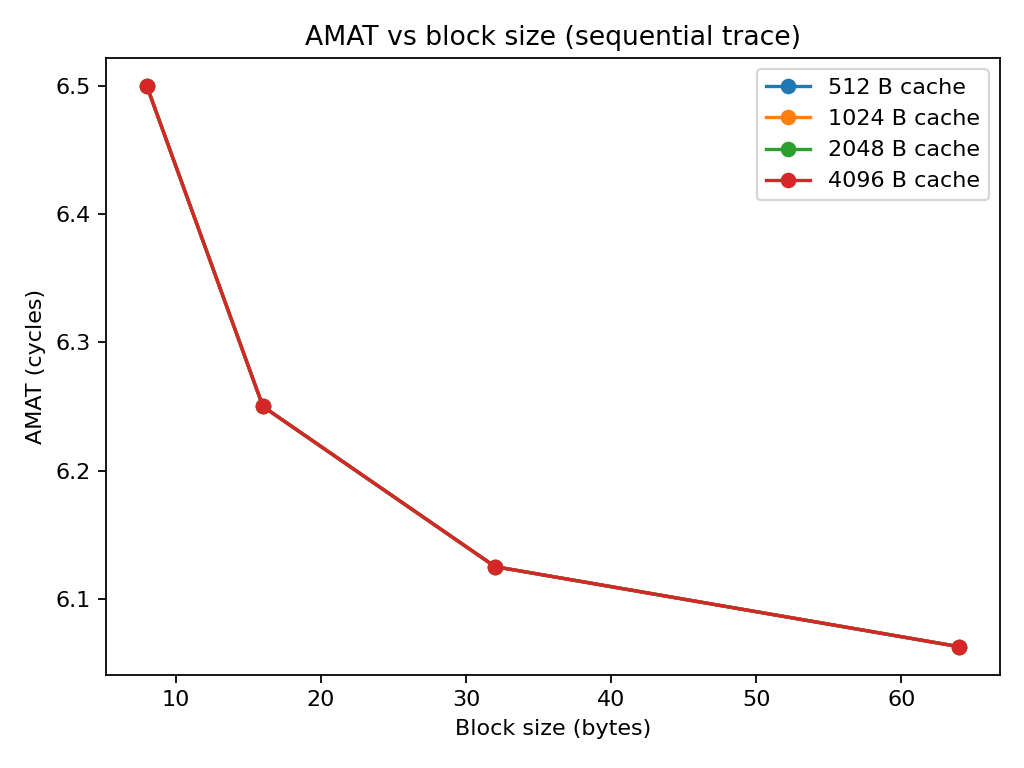 AMAT vs block size (sequential trace)
512 B cache
1024 B cache
2048 B cache
4096 B cache
6.5
6.4
6.3
6.2
6.1
AMAT (cycles)
10 20 30 40 50 60
Block size (bytes)